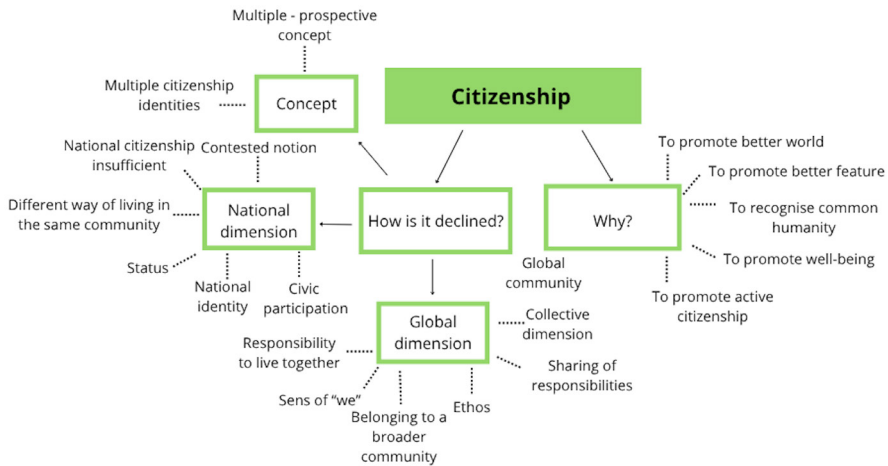 Multiple - prospective
concept
Citizenship
Multiple citizenship
identities
Concept
National citizenship
insufficient
Contested notion
To promote better world
To promote better feature
Different way of living in
the same community
National
dimension
How is it declined?
Why?
To recognise common
humanity
Status
National
identity
Civic
participation
Global
community
To promote well-being
To promote active
citizenship
Global
dimension
Collective
dimension
Responsibility
to live together
Sharing of
responsibilities
Sens of “we”
Belonging to a
broader
community
Ethos